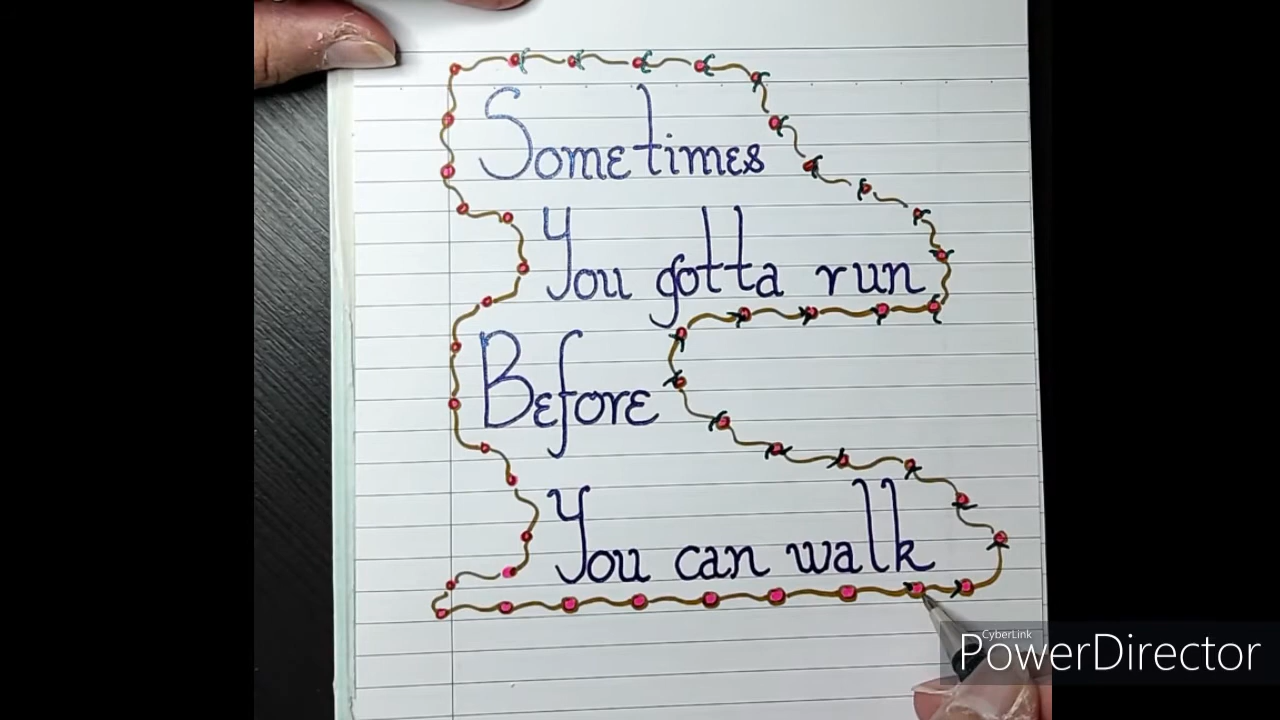 Sometimes
You gotta run
Before
You can walk
CyberLink
PowerDirector